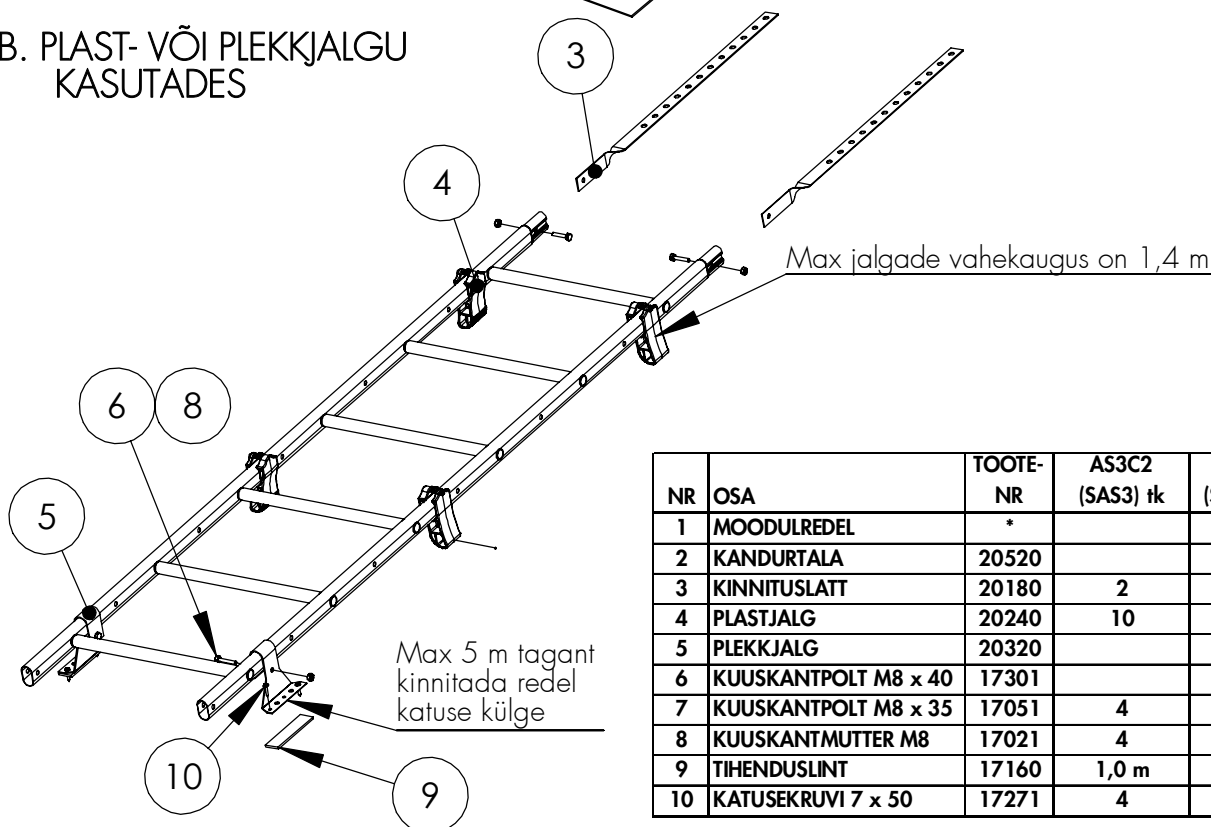 B. PLAST- VÕI PLEKKJALGU
KASUTADES
3
4
Max jalgade vahekaugus on 1,4 m
6 8
5
Max 5 m tagant
kinnitada redel
katuse külge
10
9
NR OSA TOOTE-NR AS3C2 (SAS3) tk
1 MOODULREDEL *
2 KANDURTALA 20520
3 KINNITUSLATT 20180 2
4 PLASTJALG 20240 10
5 PLEKKJALG 20320
6 KUUSKANTPOLT M8 x 40 17301
7 KUUSKANTPOLT M8 x 35 17051 4
8 KUUSKANTMUTTER M8 17021 4
9 TIHENDUSLINT 17160 1,0 m
10 KATUSEKRUVI 7 x 50 17271 4